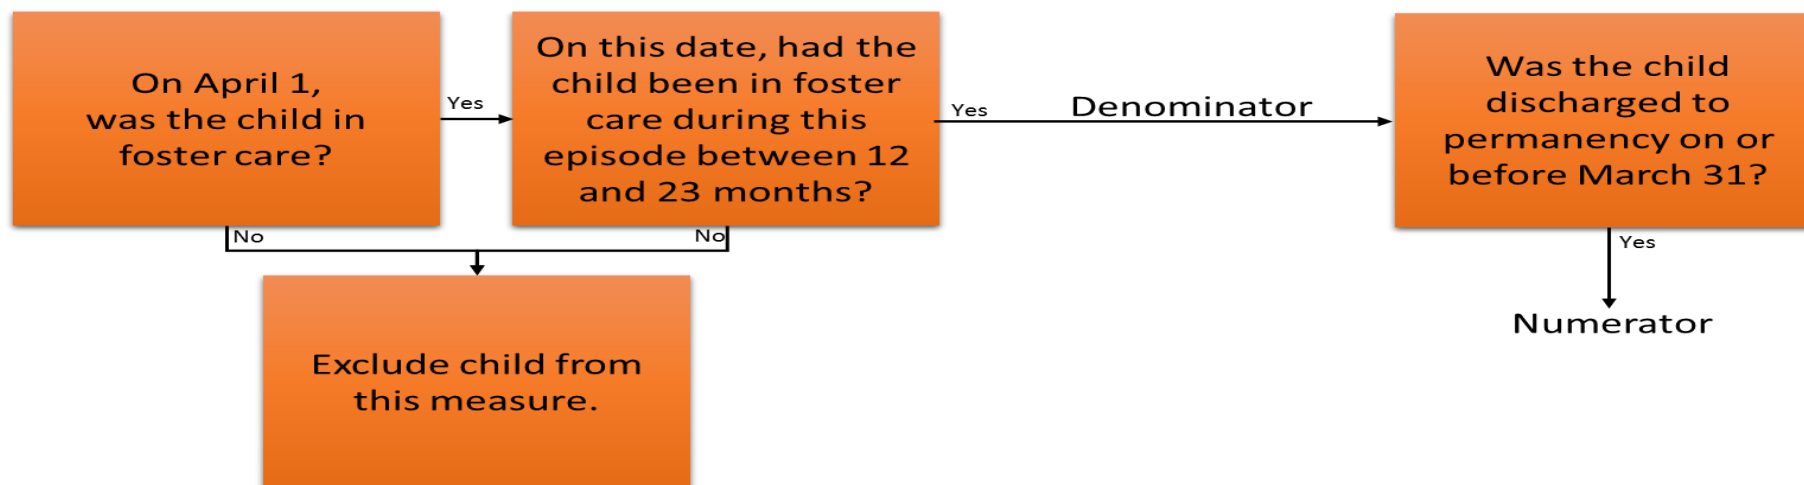 On April 1,
was the child in
foster care?
Yes
On this date, had the
child been in foster
care during this
episode between 12
and 23 months?
Yes
Denominator
Was the child
discharged to
permanency on or
before March 31?
No
No
Yes
Numerator
Exclude child from
this measure.